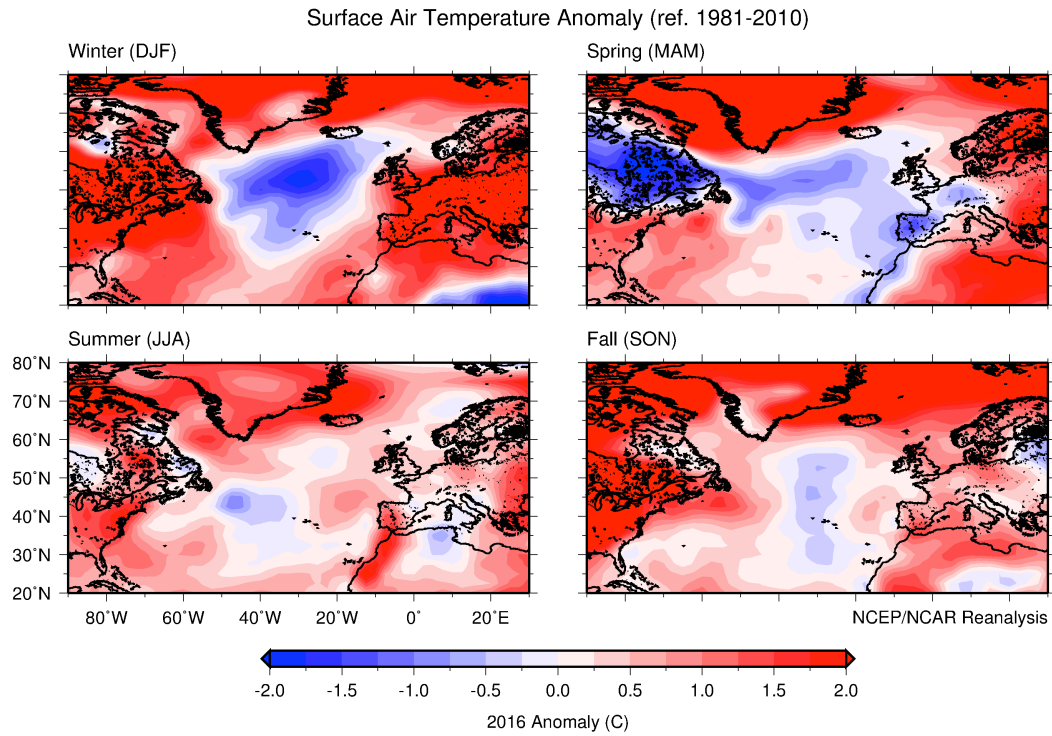 Surface Air Temperature Anomaly (ref. 1981-2010)
Winter (DJF)
Spring (MAM)
Summer (JJA)
Fall (SON)
80˚N
70˚N
60˚N
50˚N
40˚N
30˚N
20˚N
80˚W 60˚W 40˚W 20˚W 0˚ 20˚E
NCEP/NCAR Reanalysis
-2.0 -1.5 -1.0 -0.5 0.0 0.5 1.0 1.5 2.0
2016 Anomaly (C)